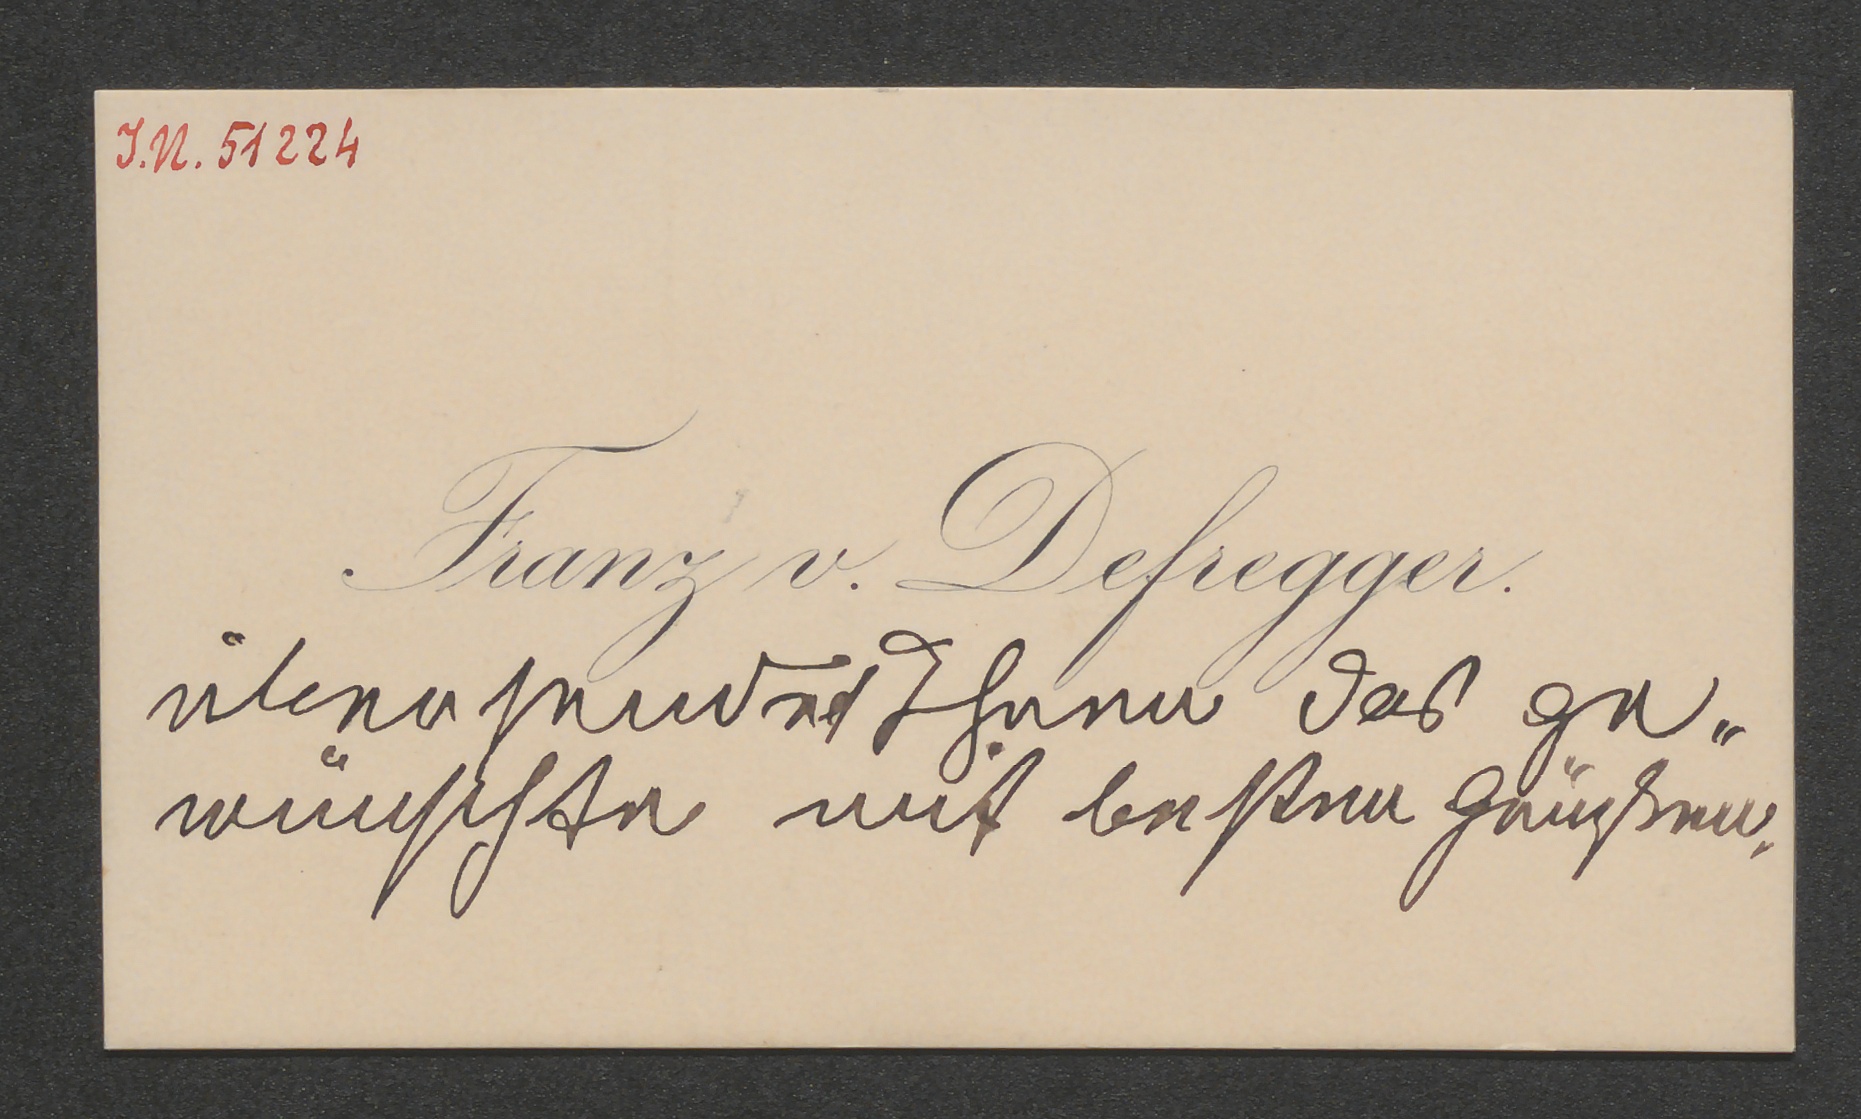 I.N. 51224
Franz v. Defregger.
übersendet Ihnen das ge„
wünschte mit besten Grüßen.